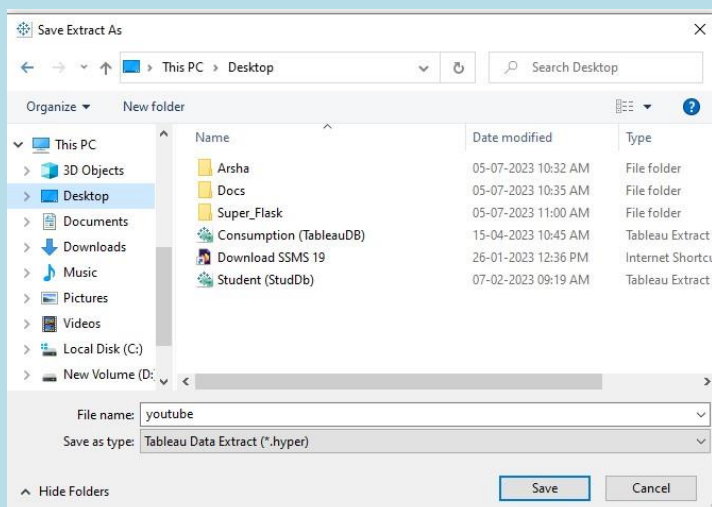 Save Extract As
This PC > Desktop
Search Desktop
Organize
New folder
This PC
3D Objects
Desktop
Documents
Downloads
Music
Pictures
Videos
Local Disk (C:)
New Volume (D:
Name Date modified Type
Arsha 05-07-2023 10:32 AM File folder
Docs 05-07-2023 10:35 AM File folder
Super_Flask 05-07-2023 11:00 AM File folder
Consumption (TableauDB) 15-04-2023 10:45 AM Tableau Extract
Download SSMS 19 26-01-2023 12:36 PM Internet Shortcu
Student (StudDb) 07-02-2023 09:19 AM Tableau Extract
File name: youtube
Save as type: Tableau Data Extract (*.hyper)
Hide Folders
Save
Cancel